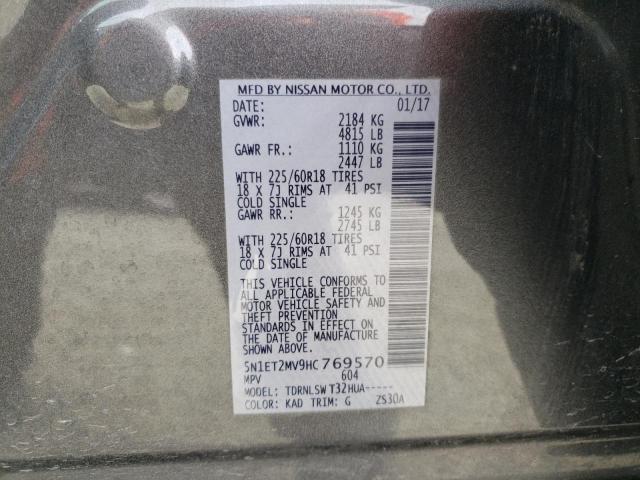 MFD BY NISSAN MOTOR CO., LTD.
DATE: 01/17
GVWR: 2184 KG
4815 LB
GAWR FR.: 1110 KG
2447 LB
WITH 225/60R18 TIRES
18 X 7J RIMS AT 41 PSI
COLD SINGLE
GAWR RR.: 1245 KG
2745 LB
WITH 225/60R18 TIRES
18 X 7J RIMS AT 41 PSI
COLD SINGLE
THIS VEHICLE CONFORMS TO
ALL APPLICABLE FEDERAL
MOTOR VEHICLE SAFETY AND
THEFT PREVENTION
STANDARDS IN EFFECT ON
THE DATE OF MANUFACTURE
SHOWN ABOVE.
5N1ET2MV9HC769570
MPV 604
MODEL: TDRNLSW T32HUA-----
COLOR: KAD TRIM: G ZS30A